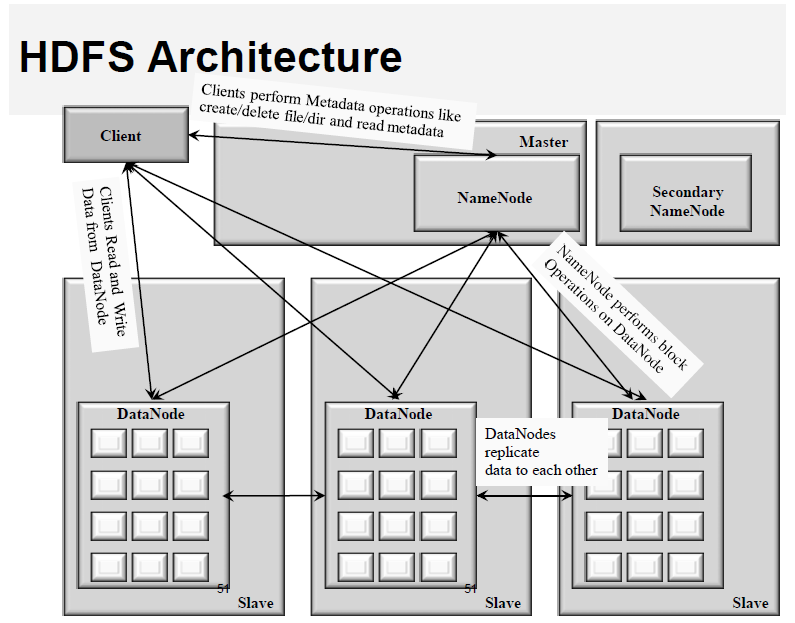 HDFS Architecture
Clients perform Metadata operations like
create/delete file/dir and read metadata
Client
Master
NameNode
Secondary
NameNode
Clients Read and Write
Data from DataNode
NameNode performs block
Operations on DataNode
DataNode
DataNode
DataNode
DataNodes
replicate
data to each other
51
51
Slave
Slave
Slave